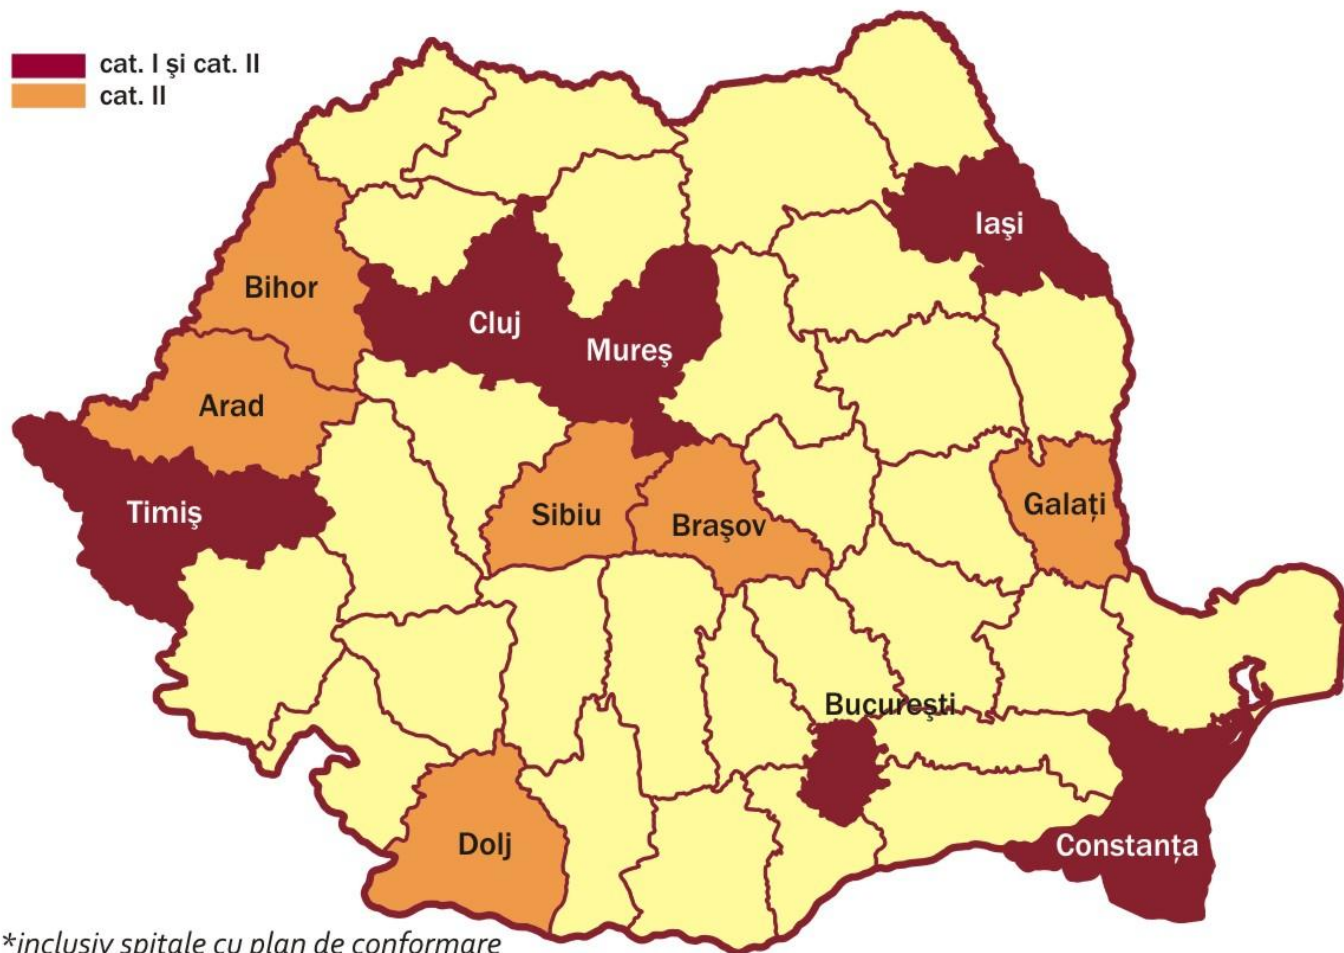 cat. I şi cat. II
cat. II
Iaşi
Bihor
Cluj
Mureş
Arad
Timiş
Sibiu
Braşov
Galați
Bucureşti
Dolj
Constanța
*inclusiv spitale cu plan de conformare